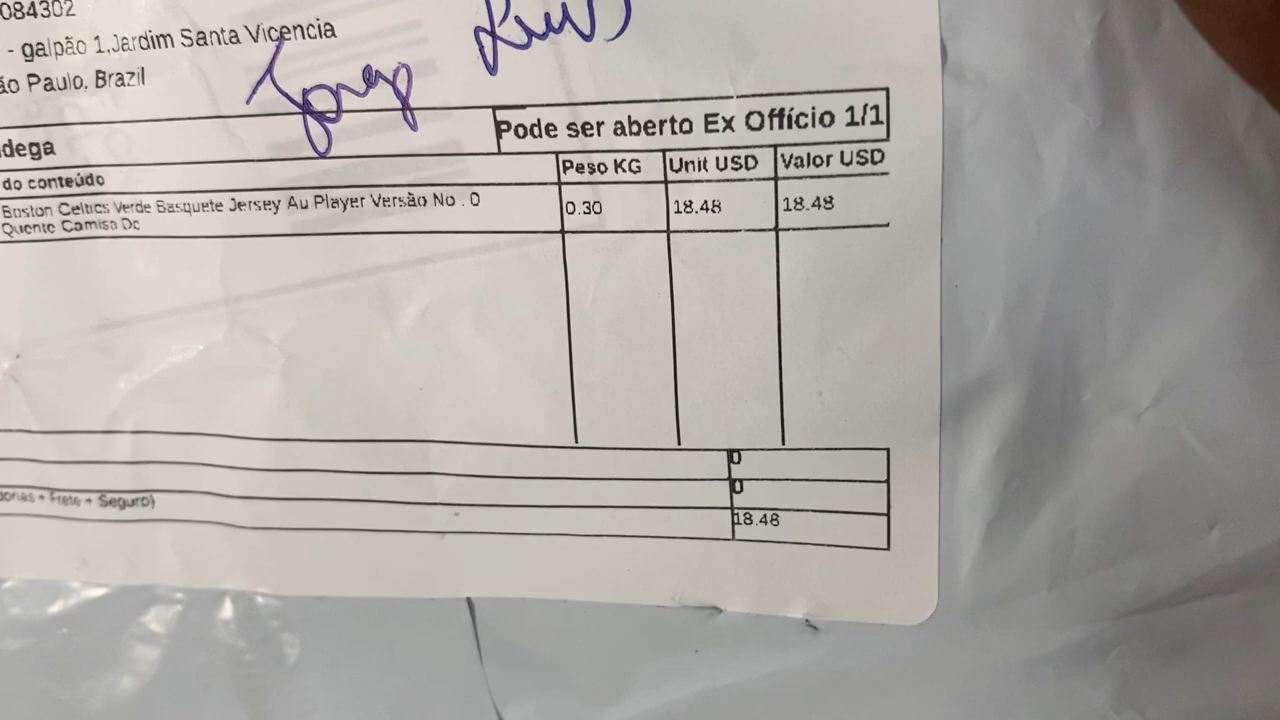 084302
- galpão 1,Jardim Santa Vicencia
ão Paulo, Brazil
dega
Pode ser aberto Ex Offício 1/1
do conteúdo
Peso KG
Unit USD
Valor USD
Boston Celtics Verde Basquete Jersey Au Player Versão No . 0
Quente Camisa Dc
0.30
18.48
18.48
0
0
orias + Frete + Seguro)
18.48